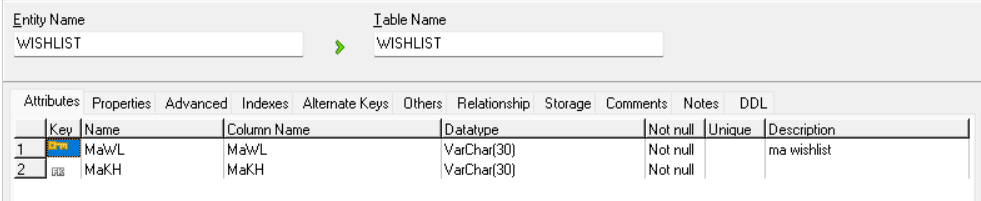 Entity Name Table Name
WISHLIST WISHLIST
Attributes Properties Advanced Indexes Alternate Keys Others Relationship Storage Comments Notes DDL
Key Name Column Name Datatype Not null Unique Description
1 MaWL MaWL VarChar(30) Not null ma wishlist
2 MaKH MaKH VarChar(30) Not null